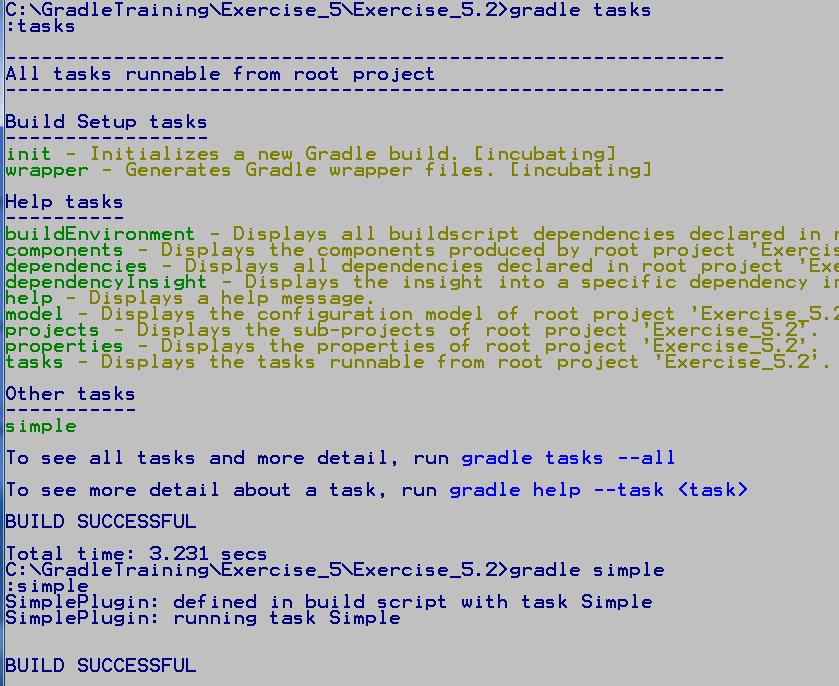 C:\GradleTraining\Exercise_5\Exercise_5.2>gradle tasks
:tasks
------------------------------------------------------------
All tasks runnable from root project
------------------------------------------------------------
Build Setup tasks
-----------------
init - Initializes a new Gradle build. [incubating]
wrapper - Generates Gradle wrapper files. [incubating]
Help tasks
----------
buildEnvironment - Displays all buildscript dependencies declared in
components - Displays the components produced by root project 'Exercis
dependencies - Displays all dependencies declared in root project 'Exe
dependencyInsight - Displays the insight into a specific dependency in
help - Displays a help message.
model - Displays the configuration model of root project 'Exercise_5.2
projects - Displays the sub-projects of root project 'Exercise_5.2'.
properties - Displays the properties of root project 'Exercise_5.2'.
tasks - Displays the tasks runnable from root project 'Exercise_5.2'.
Other tasks
-----------
simple
To see all tasks and more detail, run gradle tasks --all
To see more detail about a task, run gradle help --task <task>
BUILD SUCCESSFUL
Total time: 3.231 secs
C:\GradleTraining\Exercise_5\Exercise_5.2>gradle simple
:simple
SimplePlugin: defined in build script with task Simple
SimplePlugin: running task Simple
BUILD SUCCESSFUL